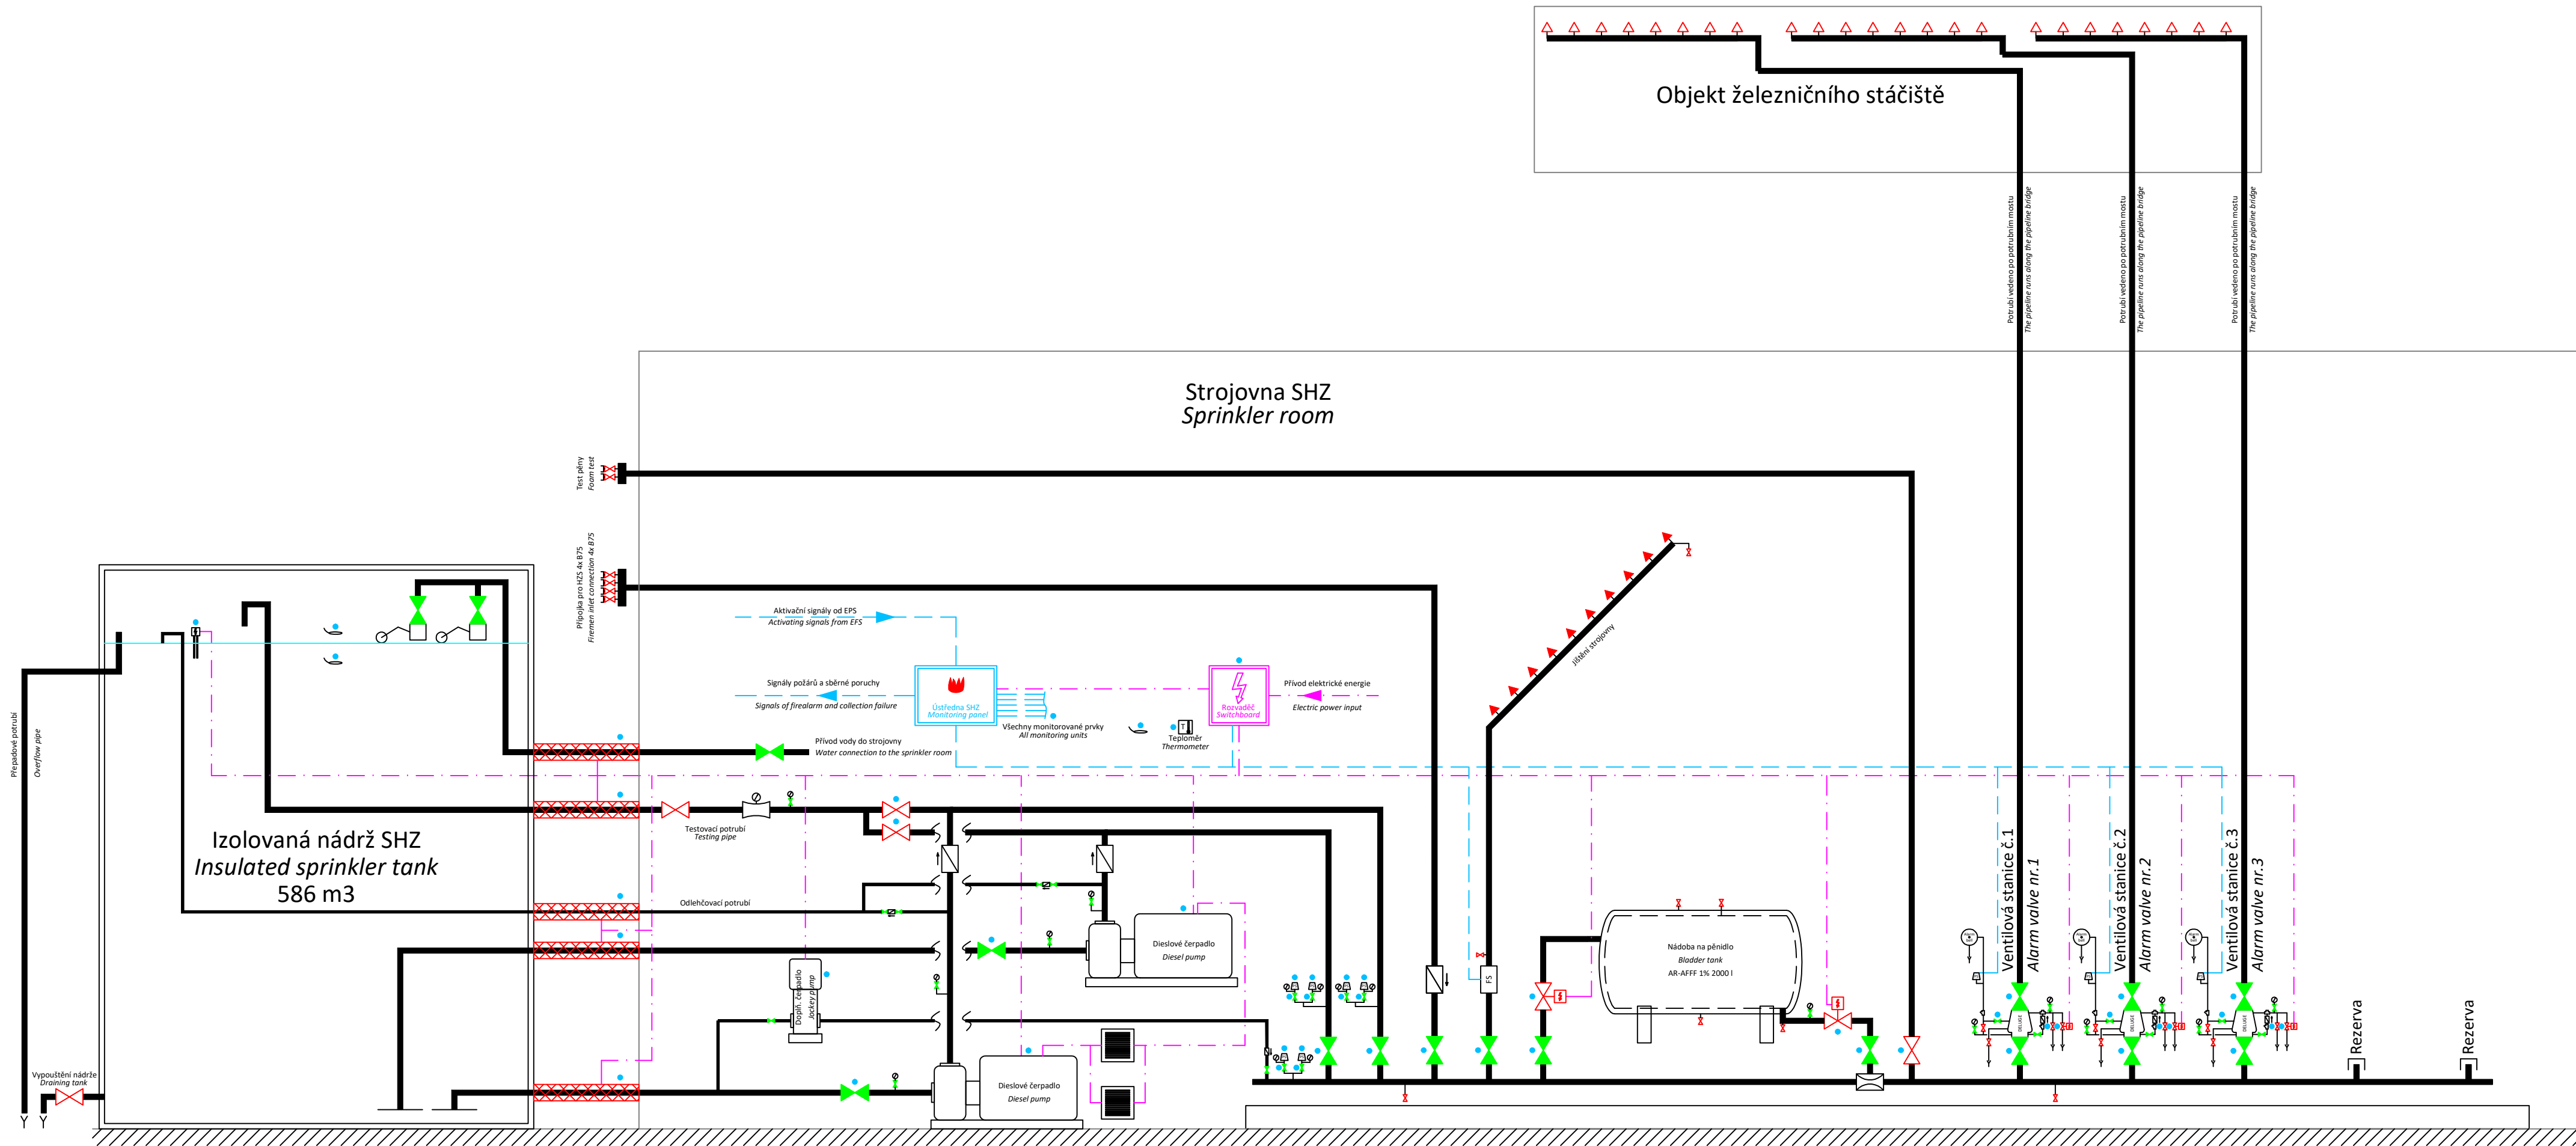 Objekt železničního stáčiště
Potrubí vedeno po potrubním mostu
The pipeline runs along the pipeline bridge
Potrubí vedeno po potrubním mostu
The pipeline runs along the pipeline bridge
Potrubí vedeno po potrubním mostu
The pipeline runs along the pipeline bridge
Strojovna SHZ
Sprinkler room
Test pěny
Foam test
Přípojka pro HZS 4x B75
Firemen inlet connection 4x B75
Aktivační signály od EPS
Activating signals from EFS
Jištění strojovny
Signály požárů a sběrné poruchy
Signals of firealarm and collection failure
Ústředna SHZ
Monitoring panel
Všechny monitorované prvky
All monitoring units
T
Teploměr
Thermometer
Rozvaděč
Switchboard
Přívod elektrické energie
Electric power input
Přepadové potrubí
Overflow pipe
Přívod vody do strojovny
Water connection to the sprinkler room
Izolovaná nádrž SHZ
Insulated sprinkler tank
586 m3
Testovací potrubí
Testing pipe
Odlehčovací potrubí
Dieslové čerpadlo
Diesel pump
Doplň. čerpadlo
Jockey pump
Dieslové čerpadlo
Diesel pump
FS
Nádoba na pěnidlo
Bladder tank
AR-AFFF 1% 2000 l
Ventilová stanice č.1
Alarm valve nr.1
Ventilová stanice č.2
Alarm valve nr.2
Ventilová stanice č.3
Alarm valve nr.3
DELUGE
DELUGE
DELUGE
Rezerva
Rezerva
Vypouštění nádrže
Draining tank